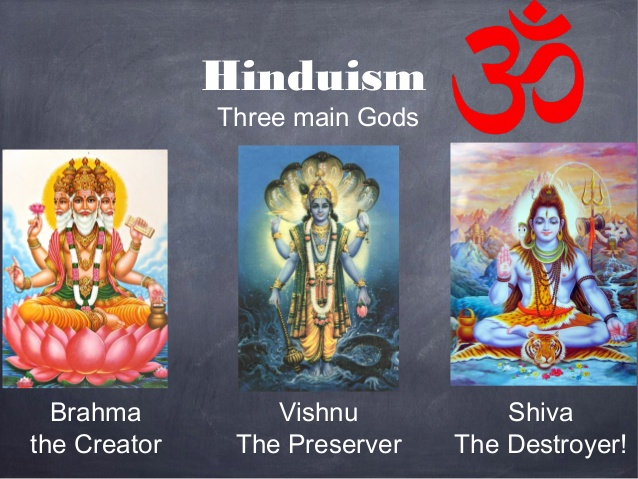 Hinduism
ॐ
Three main Gods
Brahma
the Creator
Vishnu
The Preserver
Shiva
The Destroyer!